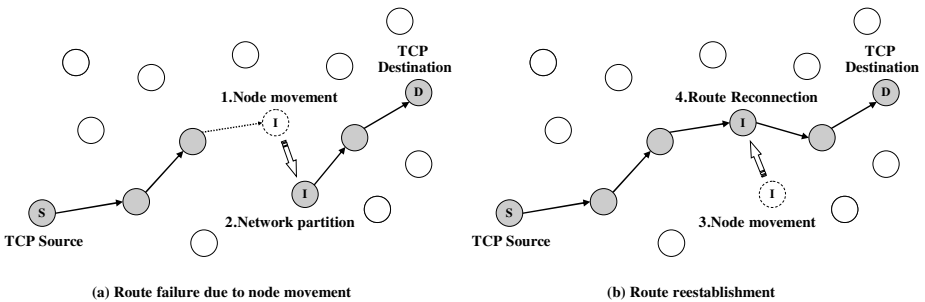 TCP
Destination
D
1.Node movement
I
I
S
2.Network partition
TCP Source
(a) Route failure due to node movement
TCP
Destination
D
4.Route Reconnection
I
I
S
3.Node movement
TCP Source
(b) Route reestablishment